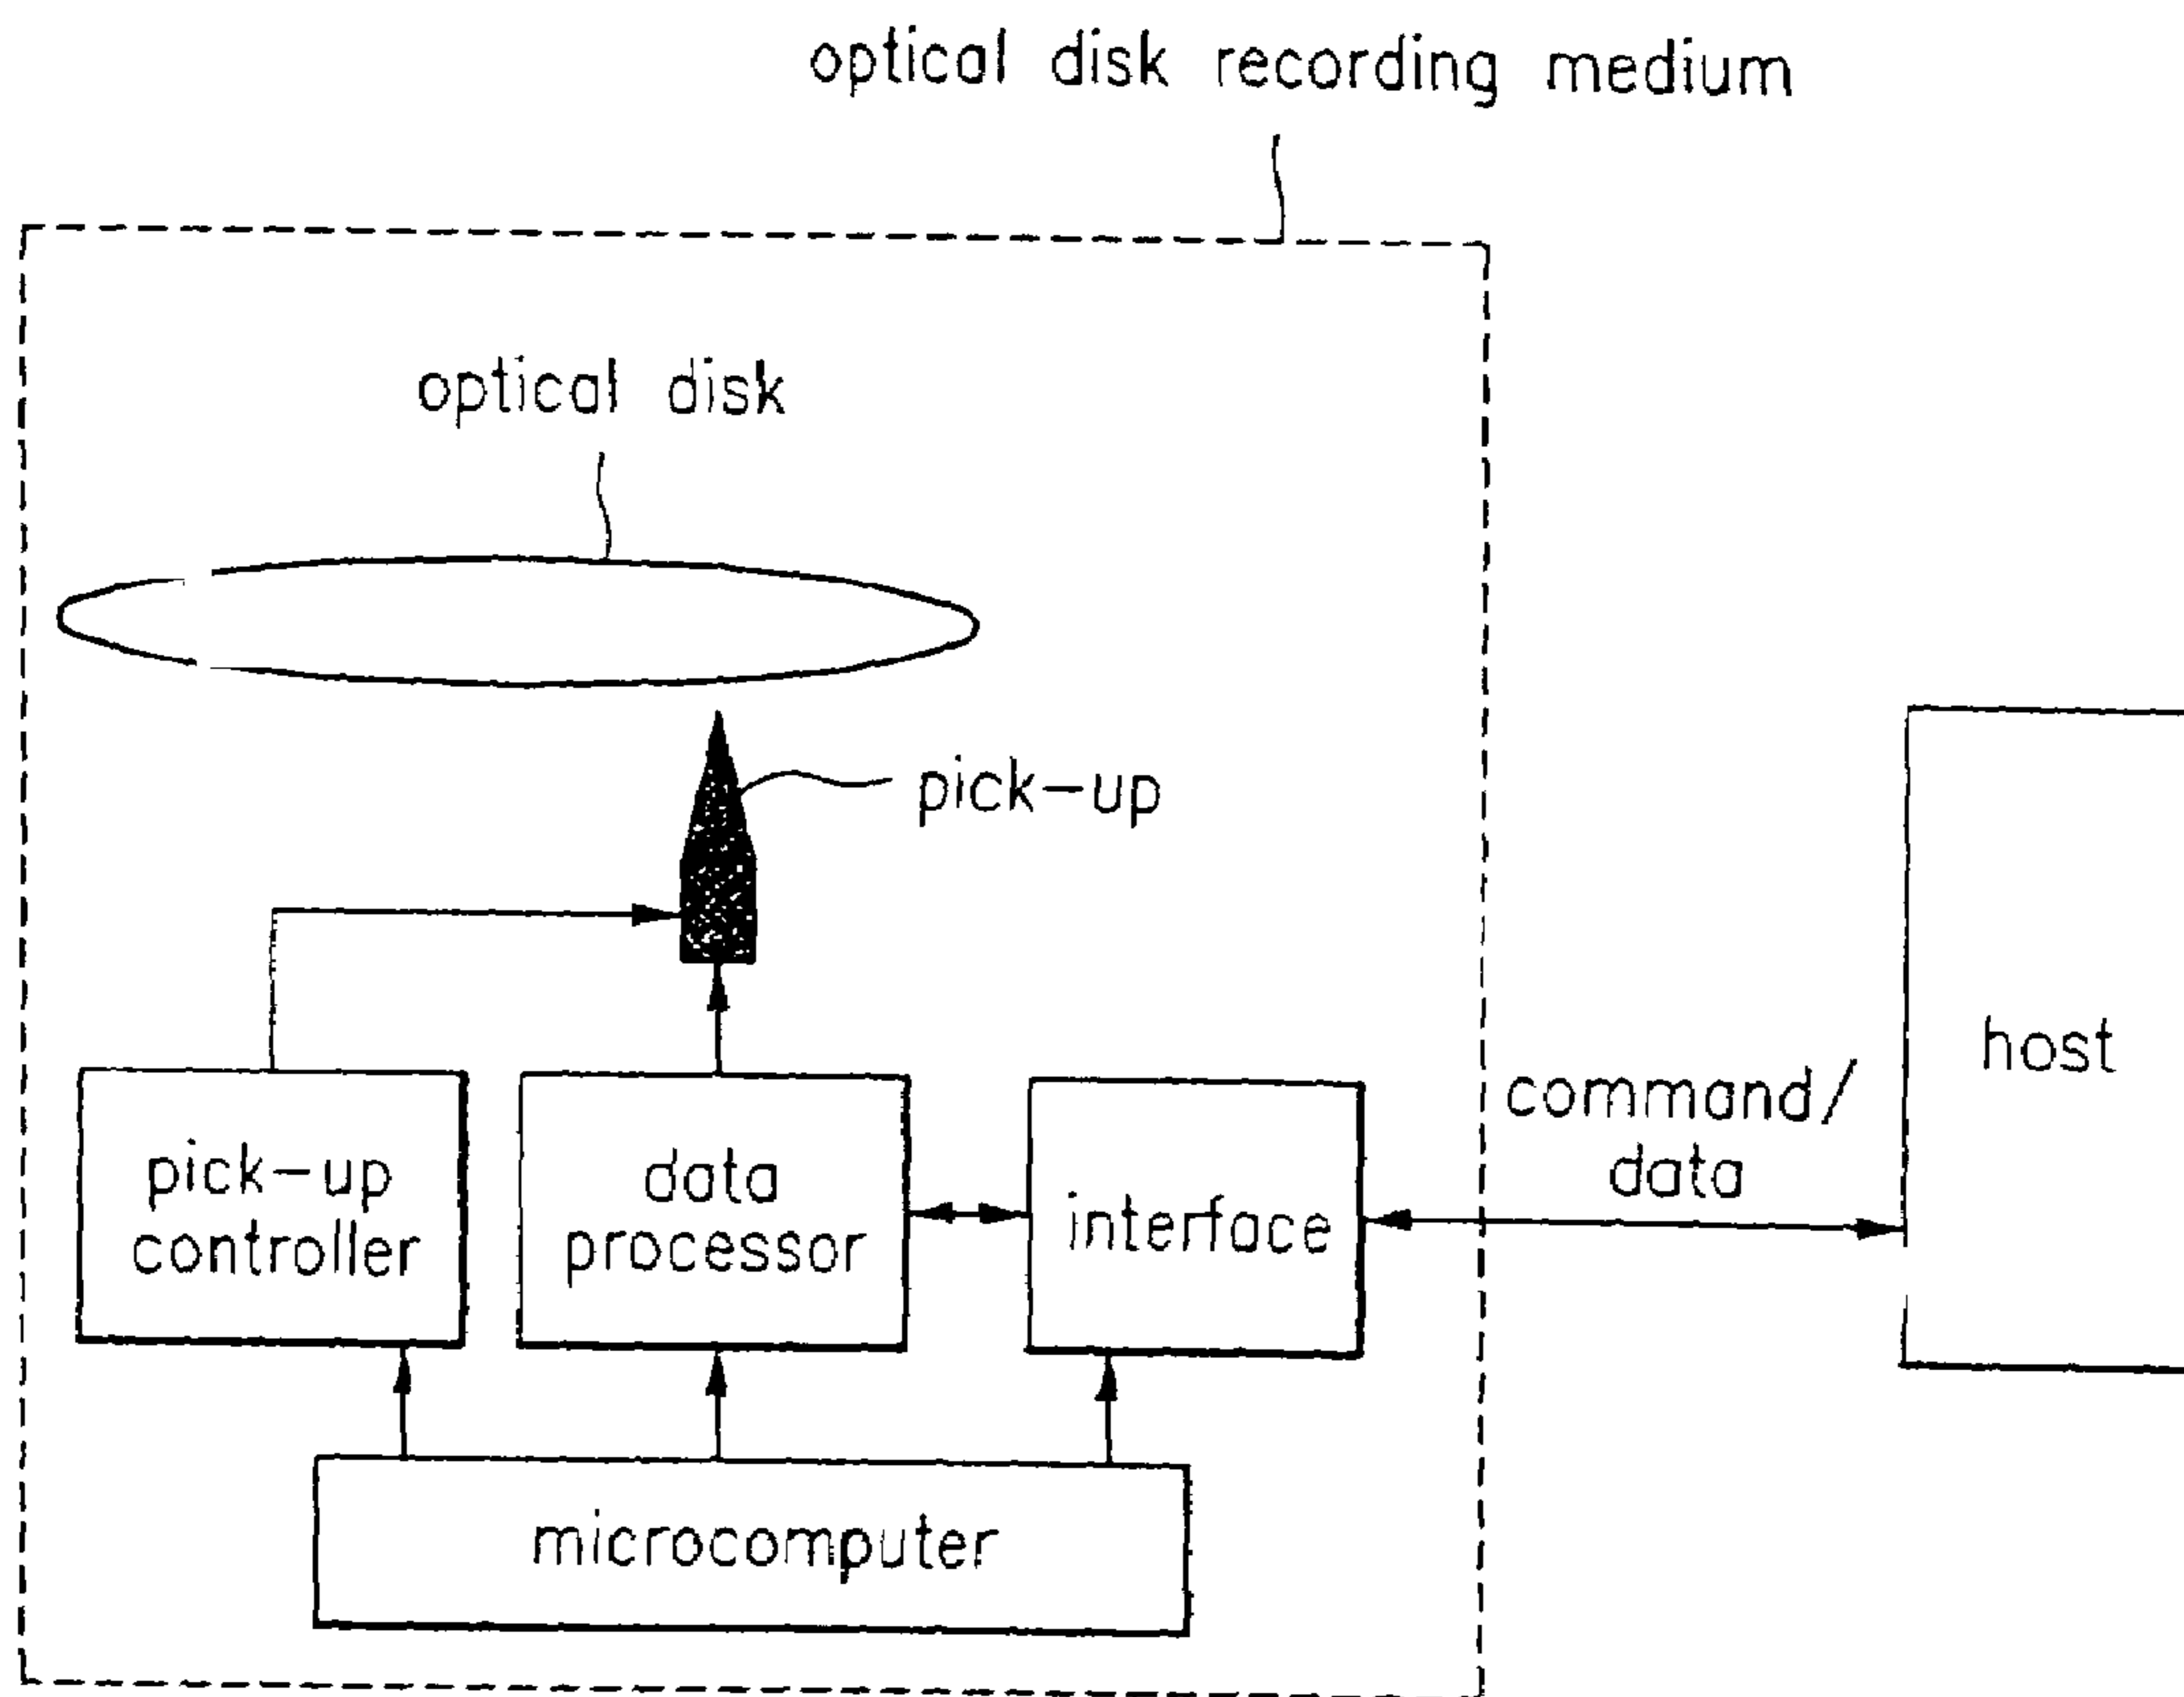 optical disk recording medium
optical disk
pick-up
host
command/
data
pick-up
controller
data
processor
interface
microcomputer